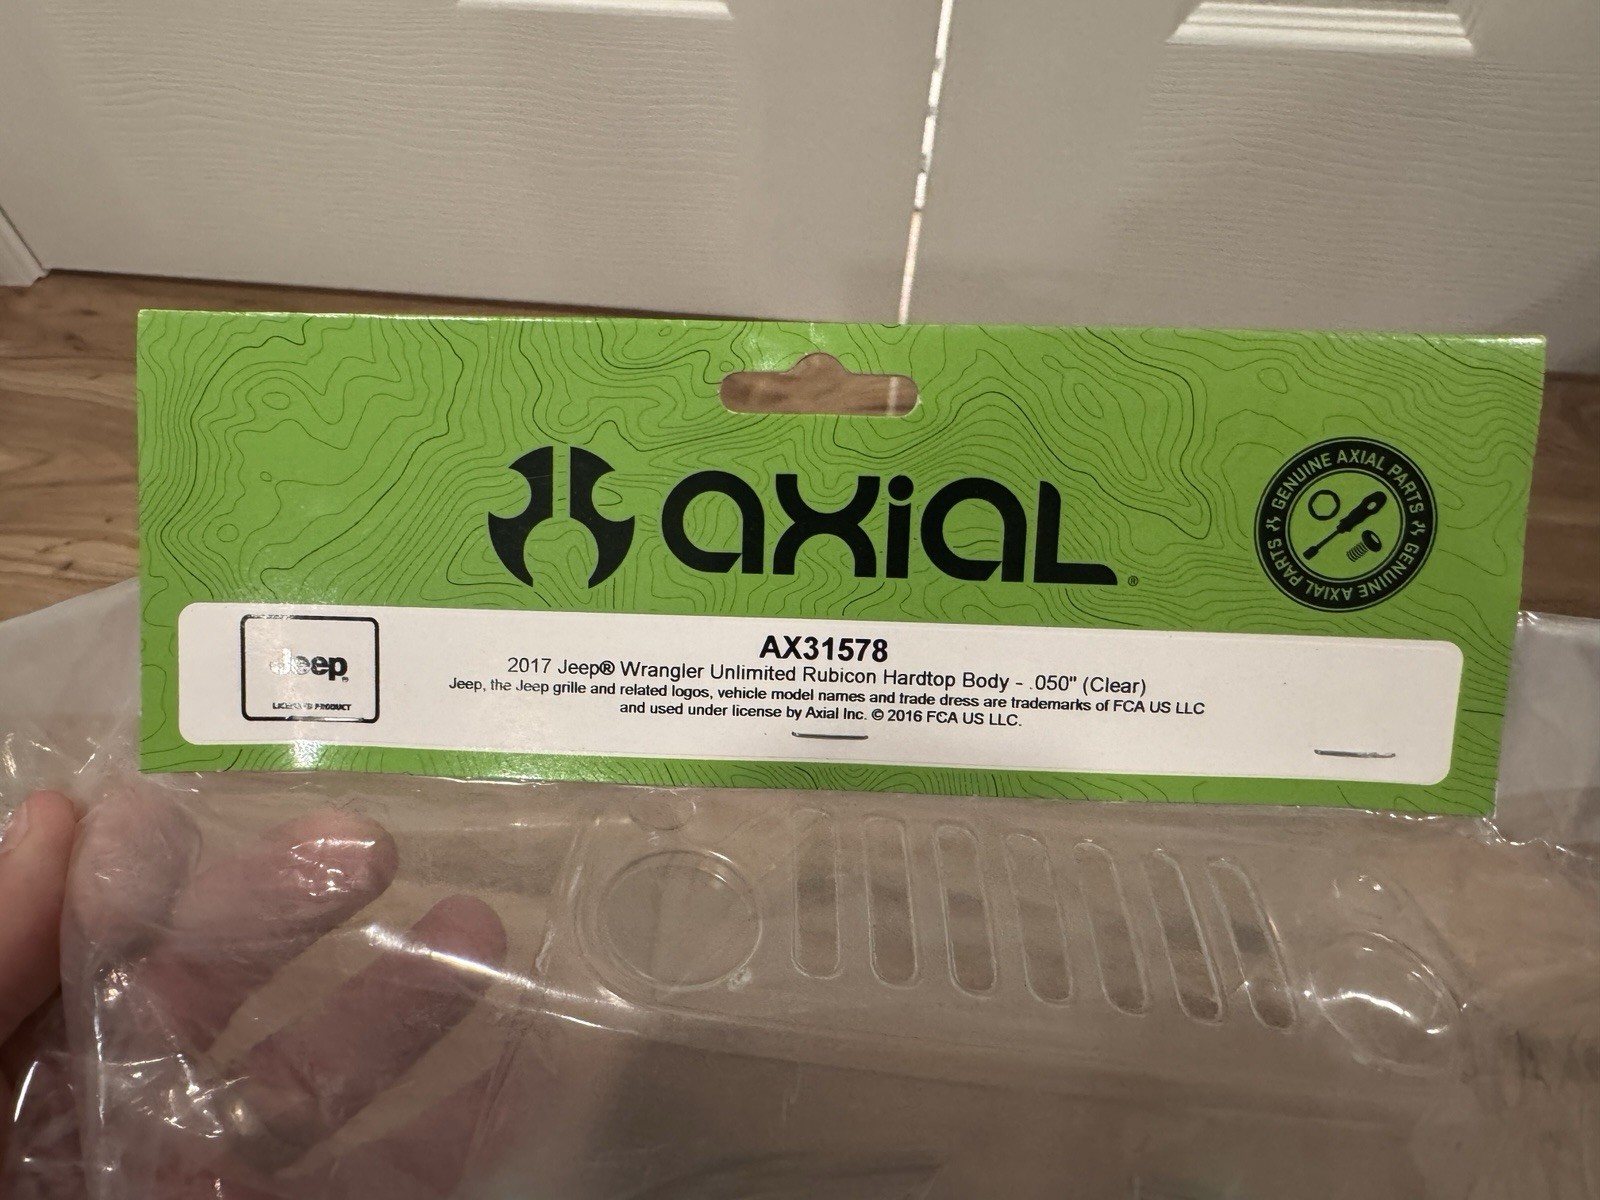 axial®
GENUINE AXIAL PARTS
GENUINE AXIAL PARTS
Jeep®
LICENSED PRODUCT
AX31578
2017 Jeep® Wrangler Unlimited Rubicon Hardtop Body - .050" (Clear)
Jeep, the Jeep grille and related logos, vehicle model names and trade dress are trademarks of FCA US LLC
and used under license by Axial Inc. © 2016 FCA US LLC.